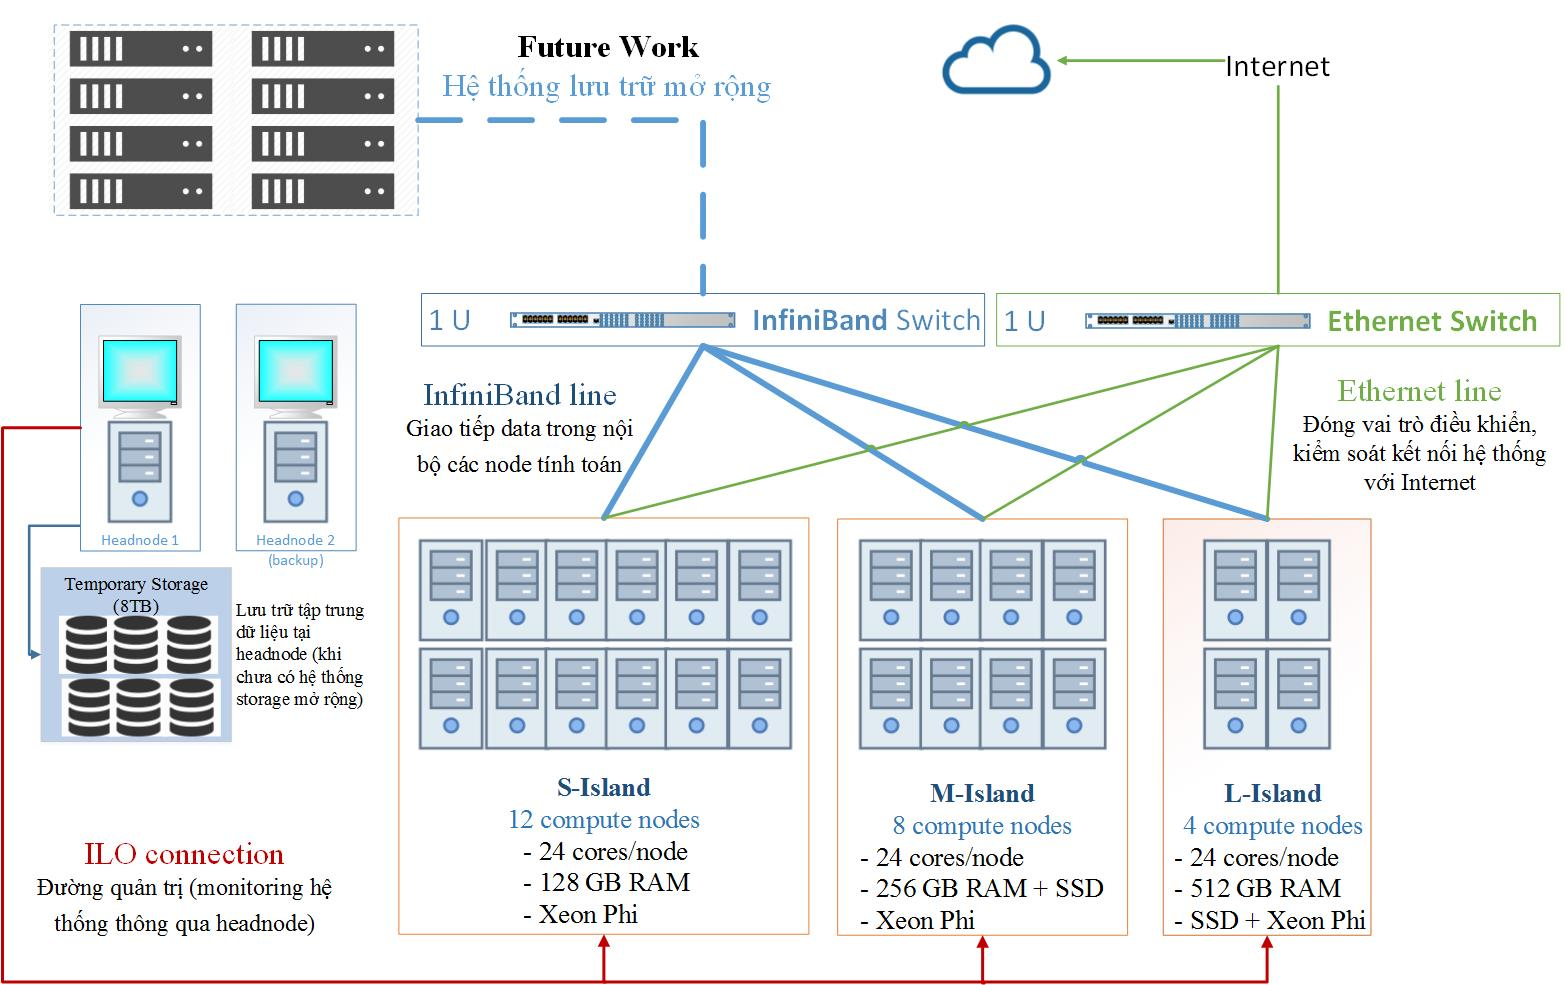 Future Work
Hệ thống lưu trữ mở rộng
Internet
1 U
InfiniBand Switch
1 U
Ethernet Switch
InfiniBand line
Giao tiếp data trong nội
bộ các node tính toán
Ethernet line
Đóng vai trò điều khiển,
kiểm soát kết nối hệ thống
với Internet
Headnode 1
Headnode 2
(backup)
Temporary Storage
(8TB)
Lưu trữ tập trung
dữ liệu tại
headnode (khi
chưa có hệ thống
storage mở rộng)
S-Island
12 compute nodes
- 24 cores/node
- 128 GB RAM
- Xeon Phi
M-Island
8 compute nodes
- 24 cores/node
- 256 GB RAM + SSD
- Xeon Phi
L-Island
4 compute nodes
- 24 cores/node
- 512 GB RAM
- SSD + Xeon Phi
ILO connection
Đường quản trị (monitoring hệ
thống thông qua headnode)